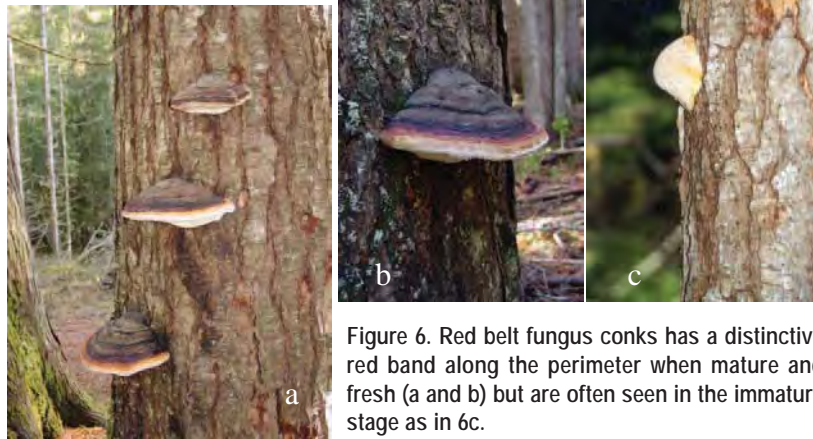 a
b
c
Figure 6. Red belt fungus conks has a distinctiv
red band along the perimeter when mature an
fresh (a and b) but are often seen in the immatur
stage as in 6c.